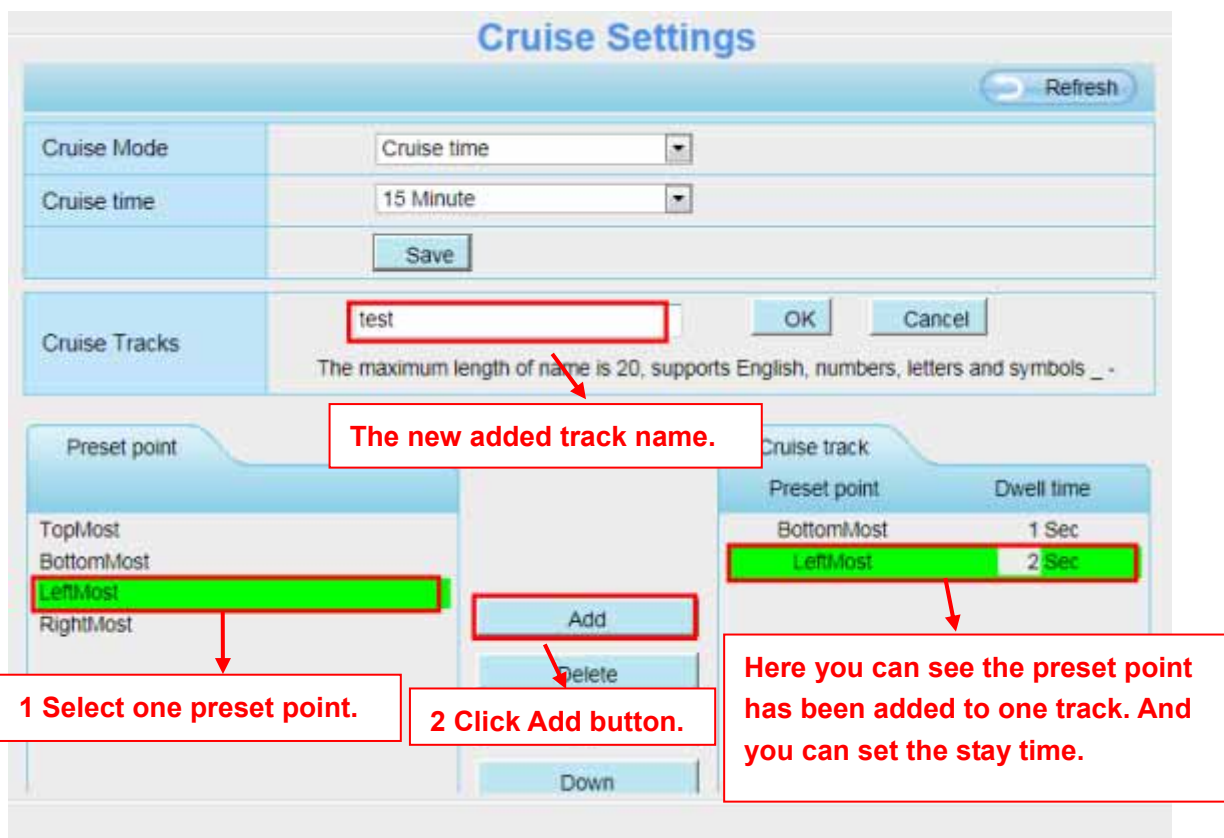 Cruise Settings
Refresh
Cruise Mode
Cruise time
Cruise time
15 Minute
Save
Cruise Tracks
test
OK
Cancel
The maximum length of name is 20, supports English, numbers, letters and symbols _ -
The new added track name.
Preset point
Cruise track
Preset point
Dwell time
TopMost
BottomMost
LeftMost
RightMost
BottomMost
1 Sec
LeftMost
2 Sec
Add
Delete
Down
1 Select one preset point.
2 Click Add button.
Here you can see the preset point
has been added to one track. And
you can set the stay time.